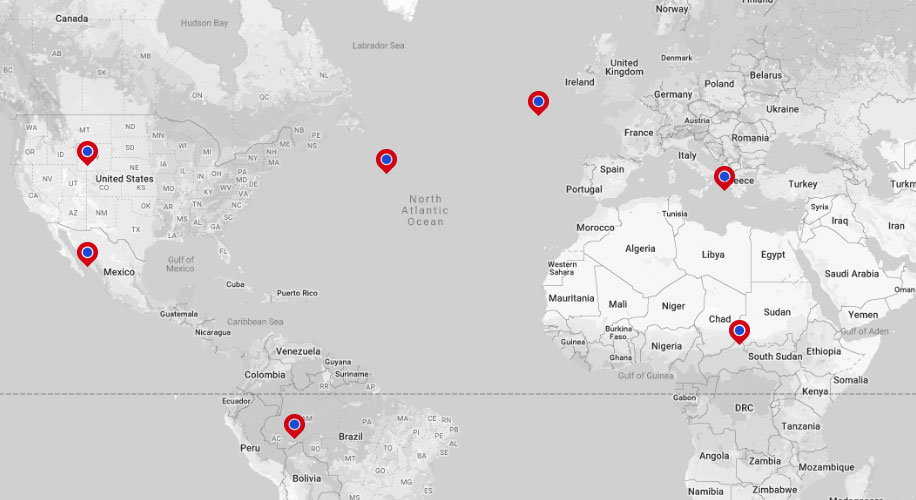 Canada
Hudson Bay
Norway
Labrador Sea
AB
MB
SK
BC
NL
ON
QC
United
Kingdom
Ireland
Denmark
Belarus
Poland
Germany
Ukraine
Austria
Romania
France
Italy
Spain
Portugal
eece
Turkey
Turkm
WA
MT
ND
MN
OR
ID
SD
WI
MI
NB
PE
ME
NS
NY
NH
MA
IA
IL
IN
OH
PA
MD
DE
NV
UT
United States
NE
CO
KS
MO
KY
WV
VA
TN
NC
AZ
NM
OK
AR
MS
AL
SC
GA
TX
LA
FL
North
Atlantic
Ocean
Tunisia
Syria
Iraq
Iran
Morocco
Algeria
Libya
Egypt
Western
Sahara
Saudi Arabia
Oman
Gulf of
Mexico
Mexico
Cuba
Puerto Rico
Guatemala
Nicaragua
Caribbean Sea
Mauritania
Mali
Niger
Chad
Sudan
Yemen
Gulf of Aden
Burkina
Faso
Guinea
Ghana
Nigeria
South Sudan
Ethiopia
Somalia
Venezuela
Guyana
Suriname
Colombia
RR
AP
Gulf of Guinea
Gabon
Kenya
DRC
Tanzania
Ecuador
AM
PA
MA
CE
RN
PB
PI
PE
AL
SE
AC
RO
TO
BA
MT
GO
MG
ES
MS
Peru
Brazil
Bolivia
Angola
Zambia
Mozambique
Namibia
Zimbabwe